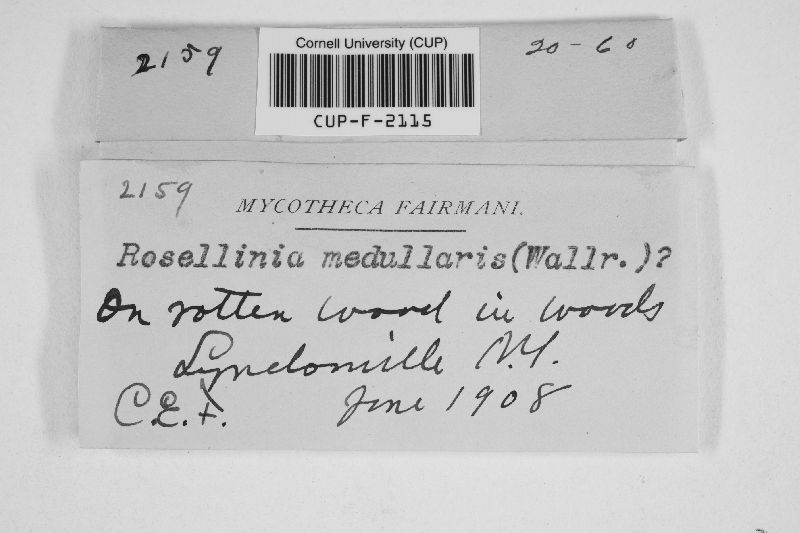 2159
Cornell University (CUP)
CUP-F-2115
20-60
2159
MYCOTHECA FAIRMANI.
Rosellinia medullaris(Wallr.)?
On rotten wood in woods
Lyndonville N.Y.
C.E.F.
June 1908